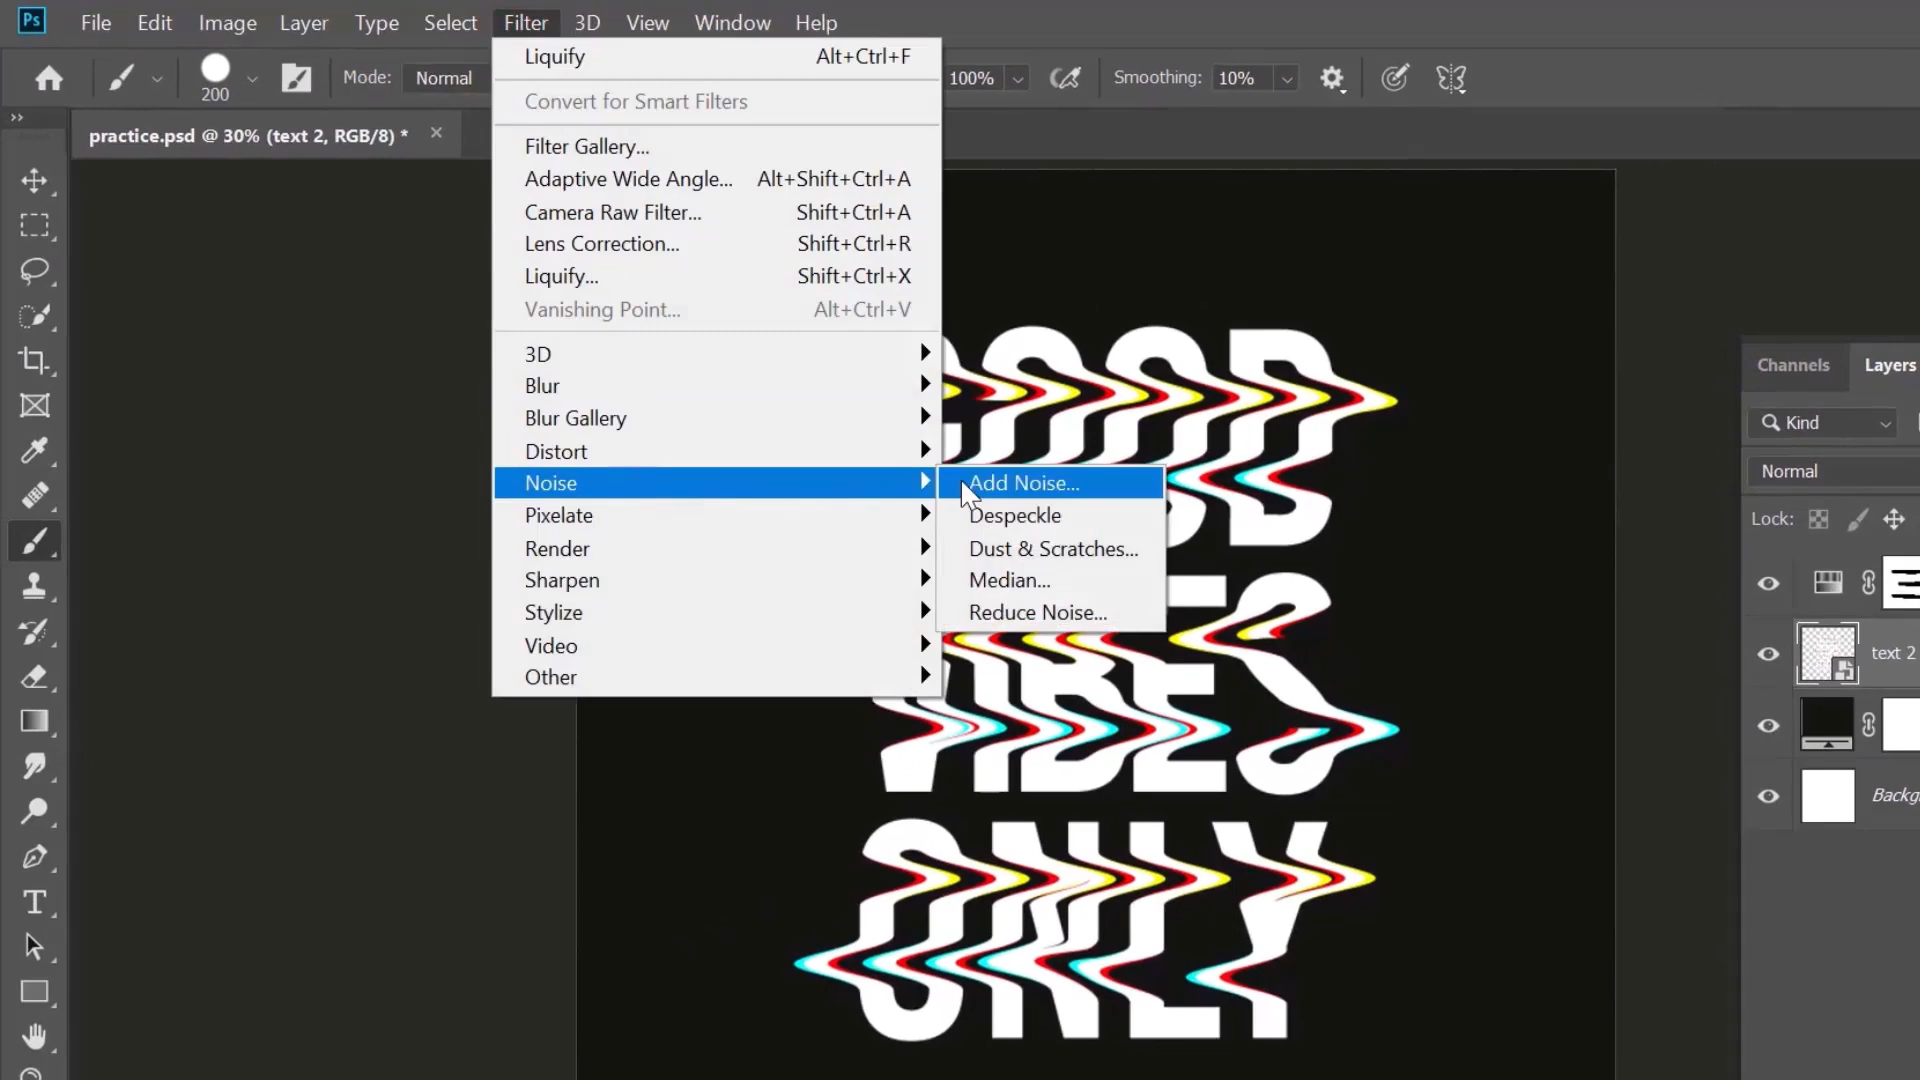 Ps File Edit Image Layer Type Select Filter 3D View Window Help
200 Mode: Normal 100% Smoothing: 10%
practice.psd @ 30% (text 2, RGB/8) *
Liquify Alt+Ctrl+F
Convert for Smart Filters
Filter Gallery...
Adaptive Wide Angle... Alt+Shift+Ctrl+A
Camera Raw Filter... Shift+Ctrl+A
Lens Correction... Shift+Ctrl+R
Liquify... Shift+Ctrl+X
Vanishing Point... Alt+Ctrl+V
3D
Blur
Blur Gallery
Distort
Noise
Pixelate
Render
Sharpen
Stylize
Video
Other
Add Noise...
Despeckle
Dust & Scratches...
Median...
Reduce Noise...
GOOD
VIBES
ONLY
Channels Layers
Kind
Normal
Lock:
text 2